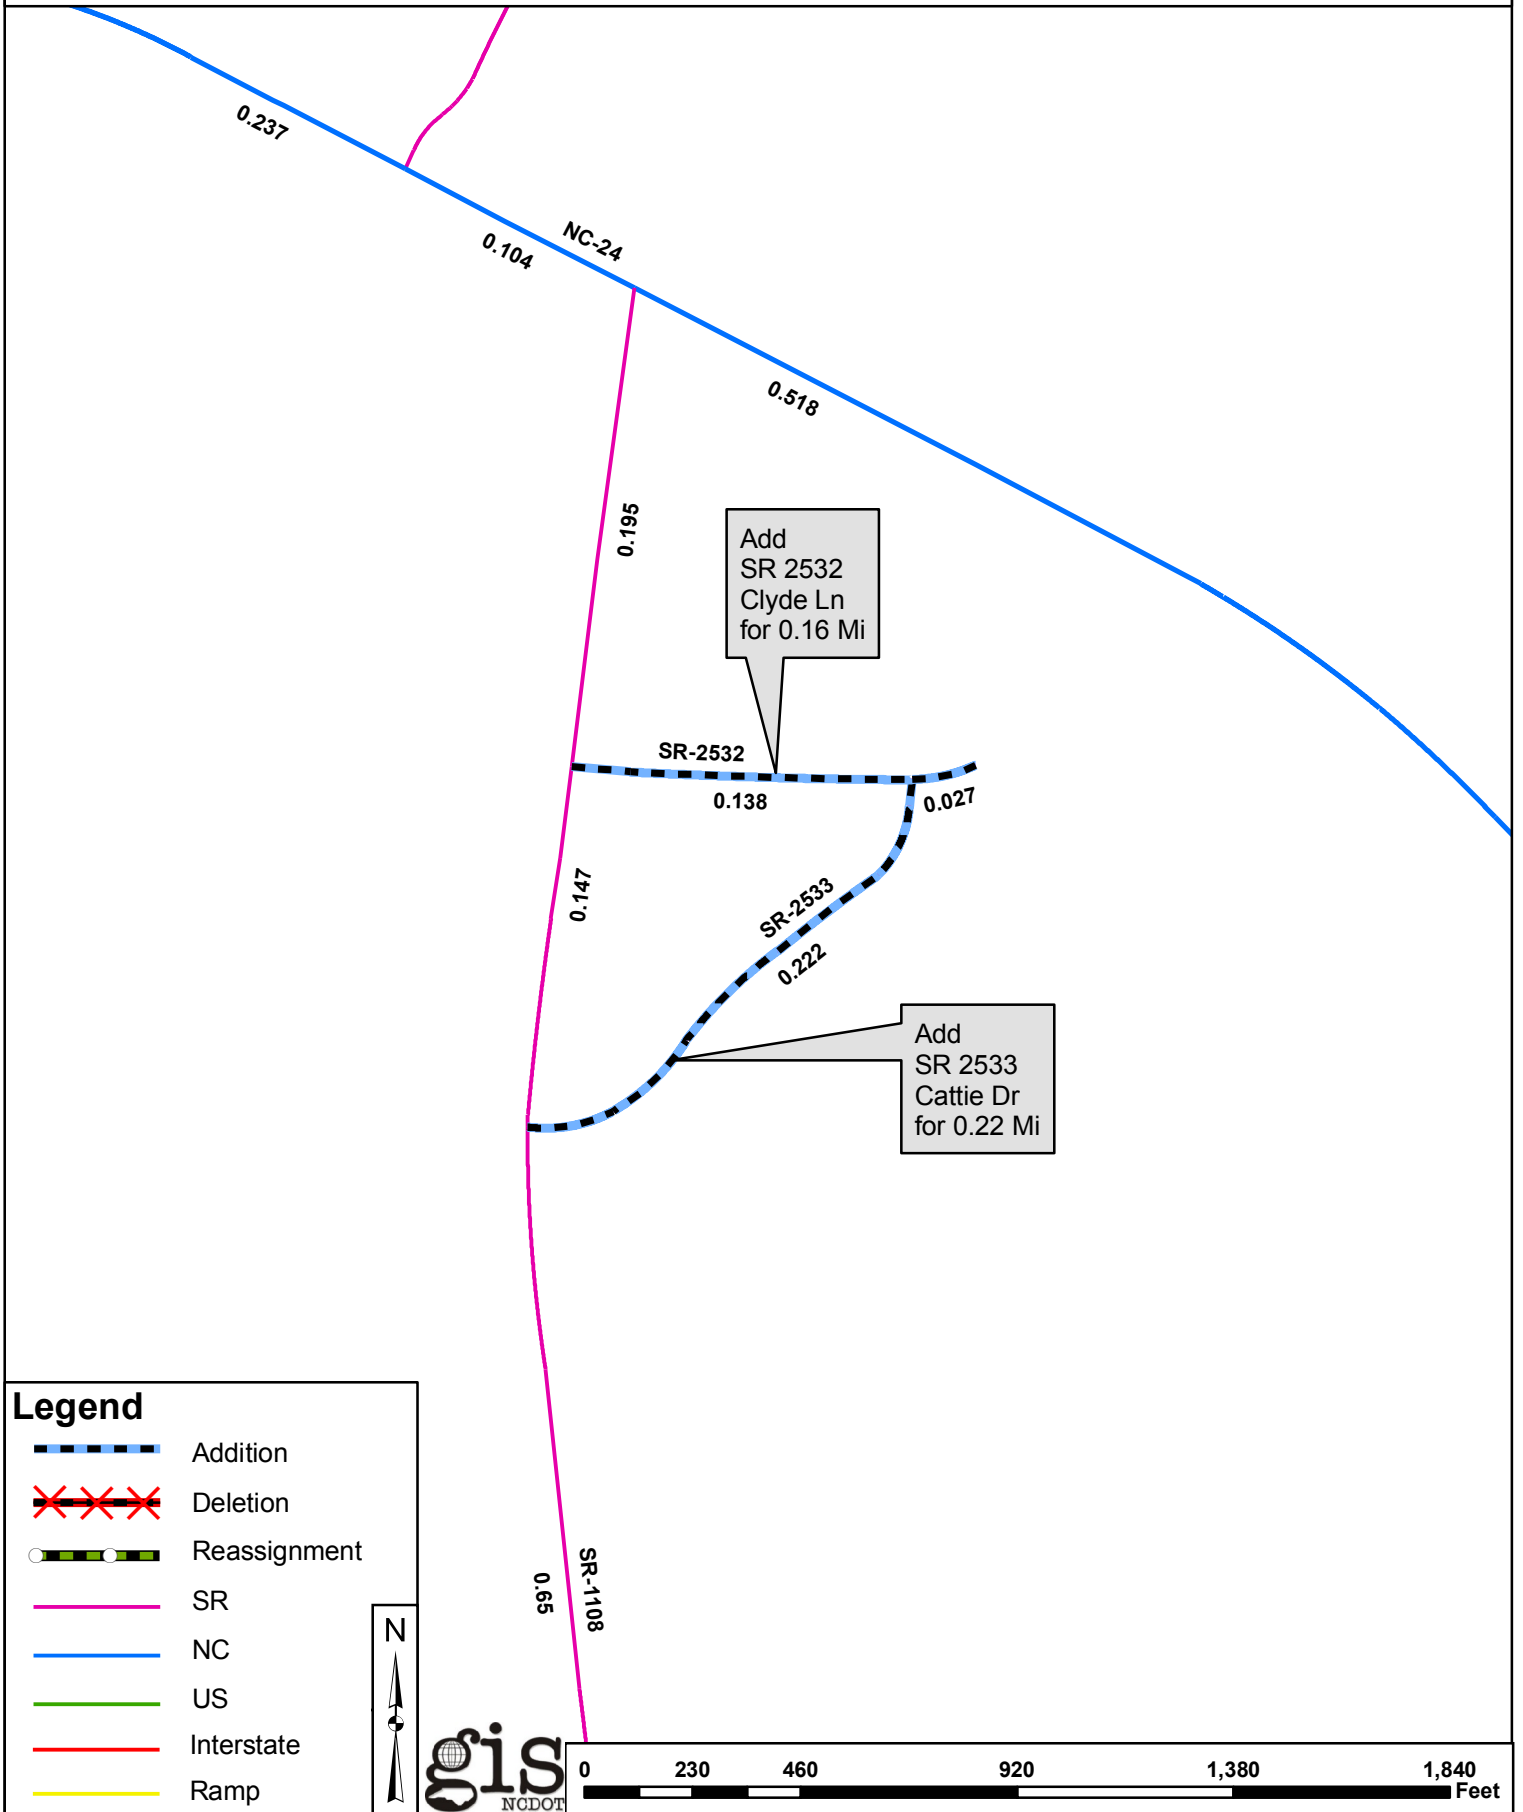 0.237
0.104
NC-24
0.518
0.195
Add
SR 2532
Clyde Ln
for 0.16 Mi
SR-2532
0.138
0.027
0.147
SR-2533
0.222
Add
SR 2533
Cattie Dr
for 0.22 Mi
0.65
SR-1108
Legend
Addition
Deletion
Reassignment
SR
NC
US
Interstate
Ramp
N
gis
NCDOT
0 230 460 920 1,380 1,840
Feet